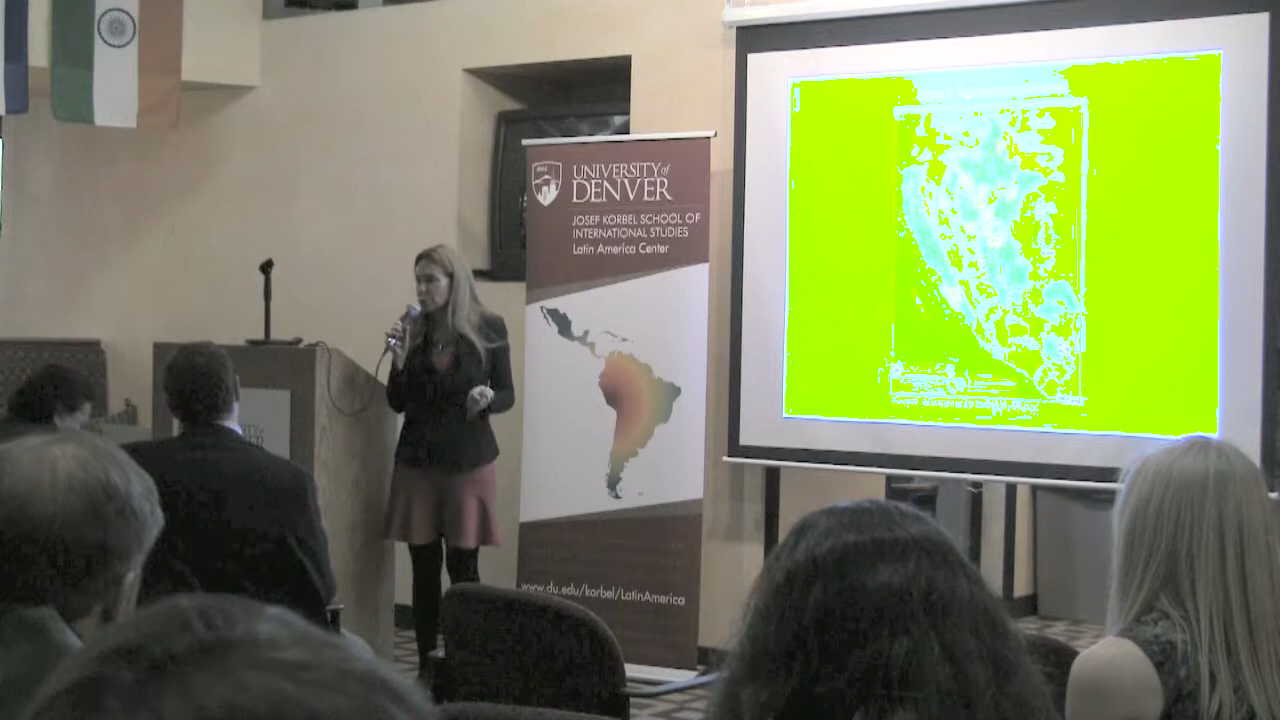 UNIVERSITY of
DENVER
JOSEF KORBEL SCHOOL OF
INTERNATIONAL STUDIES
Latin America Center
www.du.edu/korbel/LatinAmerica